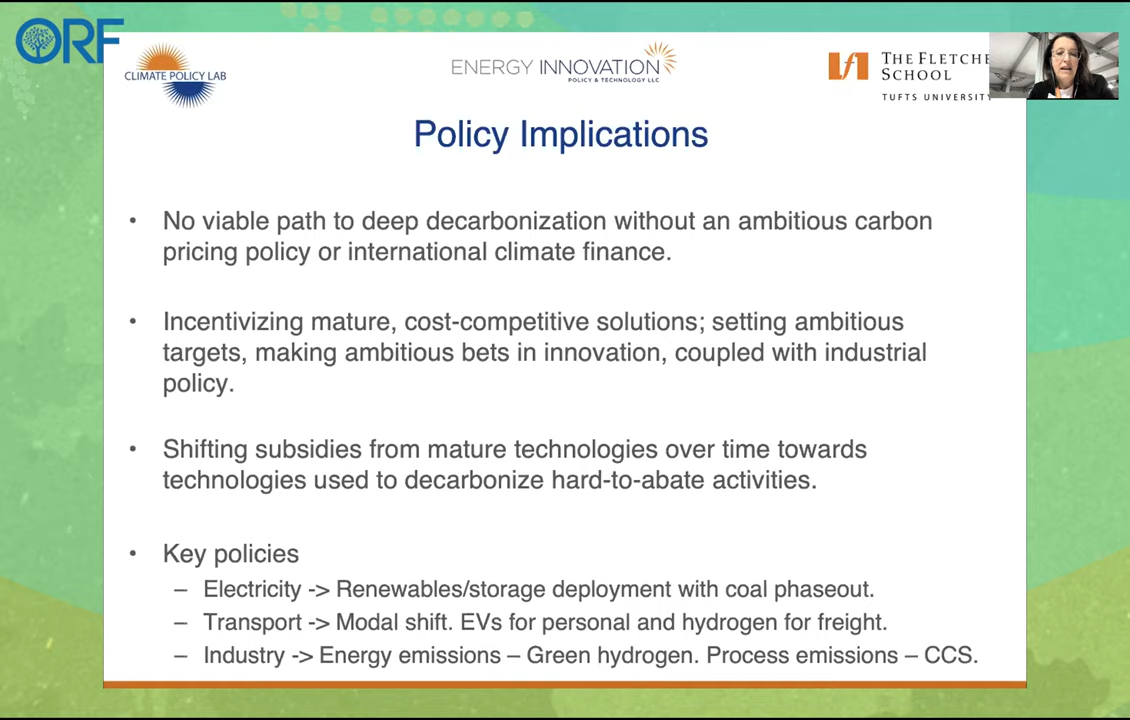 ORF
CLIMATE POLICY LAB
ENERGY INNOVATION
POLICY & TECHNOLOGY LLC
lf
THE
SCHOOL
TUFTS UNIVERSITY
Policy Implications
• No viable path to deep decarbonization without an ambitious carbon
pricing policy or international climate finance.
• Incentivizing mature, cost-competitive solutions; setting ambitious
targets, making ambitious bets in innovation, coupled with industrial
policy.
• Shifting subsidies from mature technologies over time towards
technologies used to decarbonize hard-to-abate activities.
• Key policies
– Electricity -> Renewables/storage deployment with coal phaseout.
– Transport -> Modal shift. EVs for personal and hydrogen for freight.
– Industry -> Energy emissions – Green hydrogen. Process emissions – CCS.